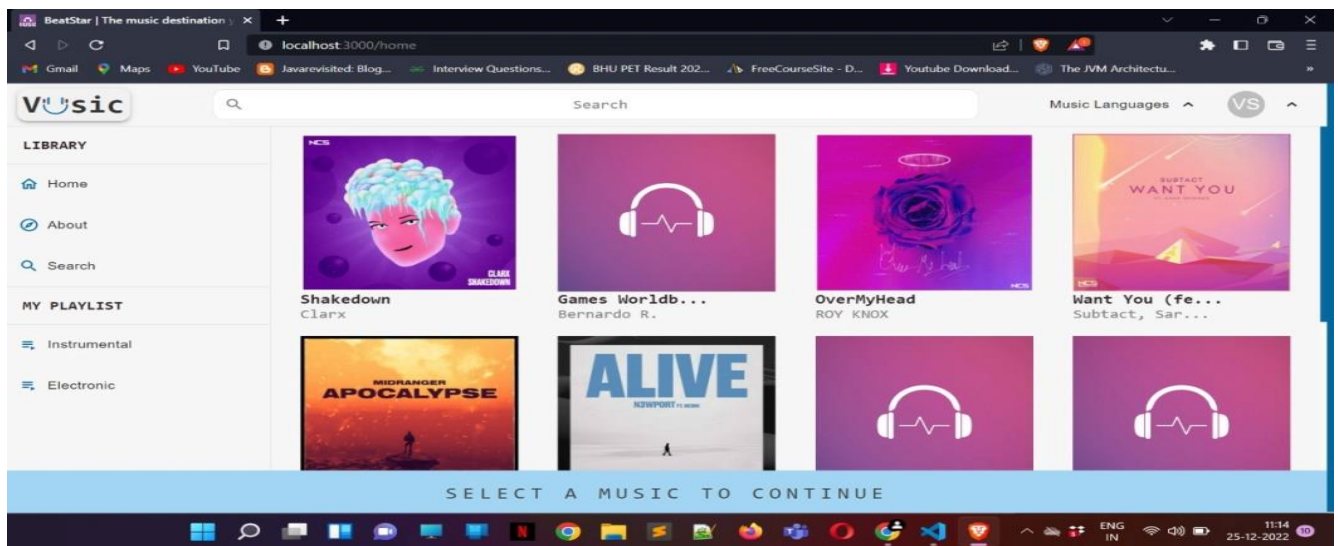 BeatStar | The music destination y
localhost:3000/home
Gmail Maps YouTube Javarevisited: Blog... Interview Questions... BHU PET Result 202... FreeCourseSite - D... Youtube Download... The JVM Architectu...
Search
Music Languages
VS
LIBRARY
Home
About
Search
MY PLAYLIST
Instrumental
Electronic
NCS
CLARX
SHAKEDOWN
Shakedown
Clarx
Games Worldb...
Bernardo R.
NCS
OverMyHead
ROY KNOX
SUBTACT
WANT YOU
NCS
Want You (fe...
Subtact, Sar...
MIDRANGER
APOCALYPSE
ALIVE
N3WPORT
SELECT A MUSIC TO CONTINUE
ENG
IN
11:14
25-12-2022
10